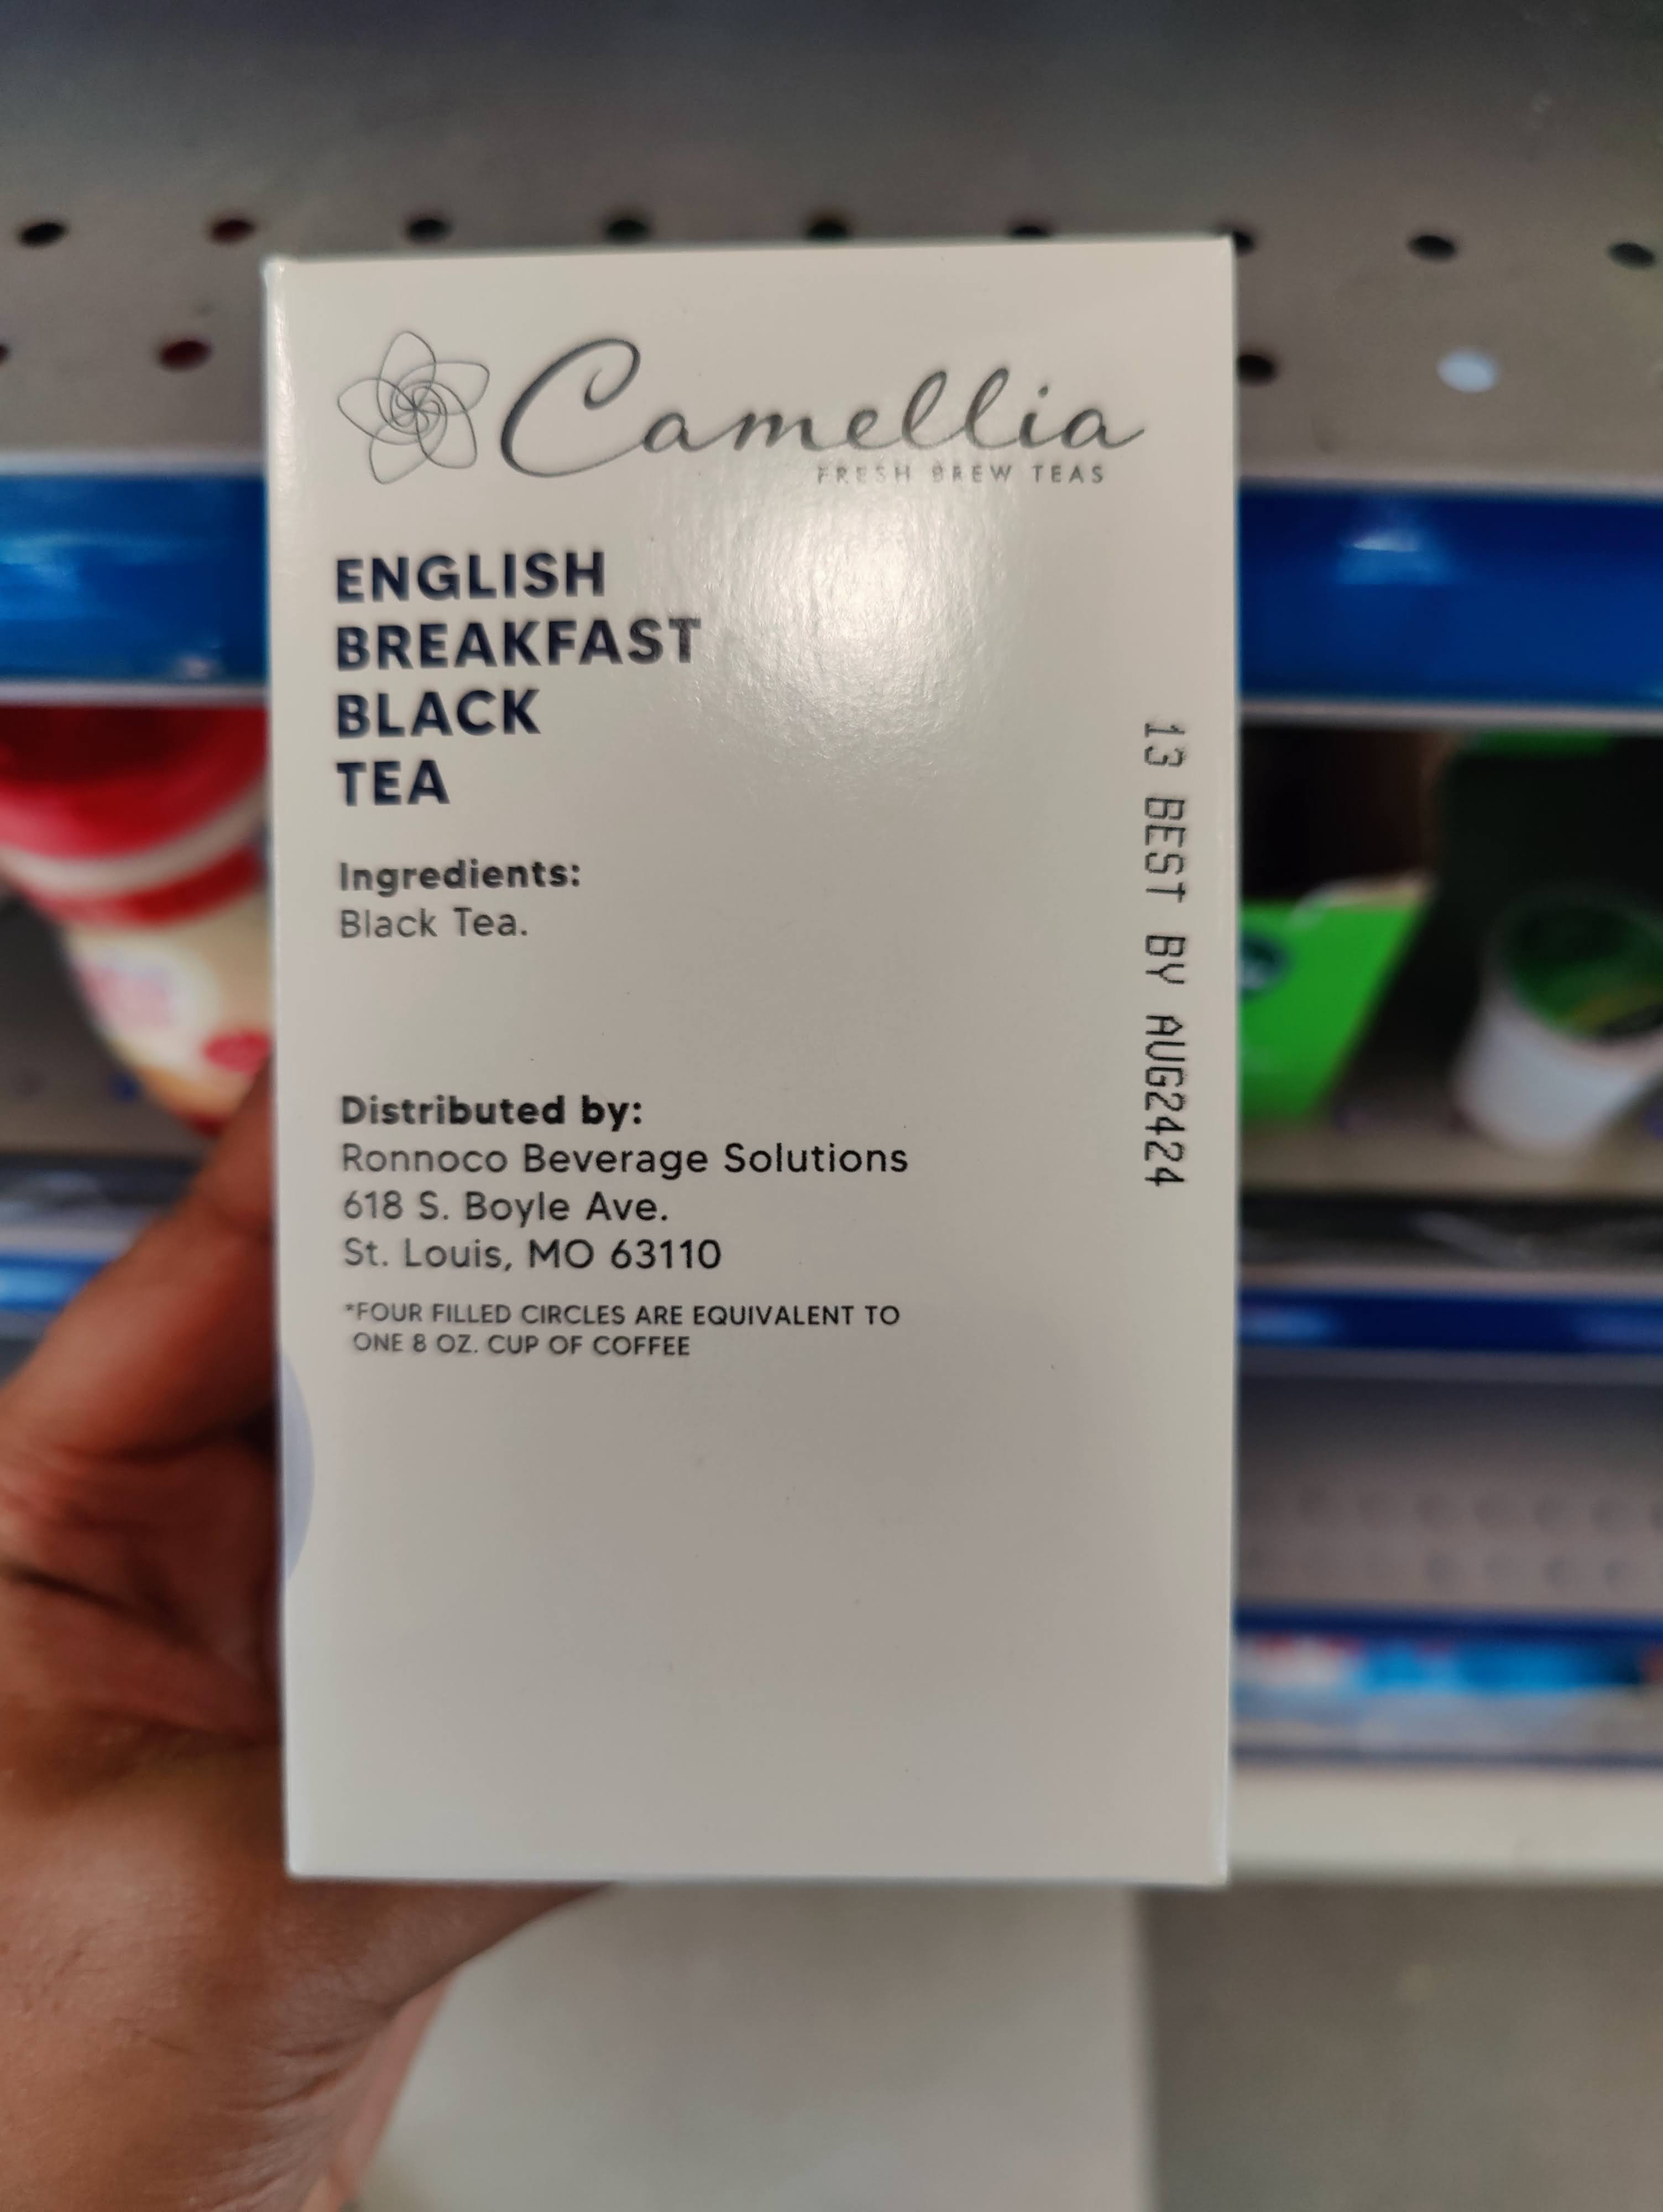 Camellia
FRESH BREW TEAS
ENGLISH
BREAKFAST
BLACK
TEA
Ingredients:
Black Tea.
Distributed by:
Ronnoco Beverage Solutions
618 S. Boyle Ave.
St. Louis, MO 63110
*FOUR FILLED CIRCLES ARE EQUIVALENT TO
ONE 8 OZ. CUP OF COFFEE
13 BEST BY AUG2424